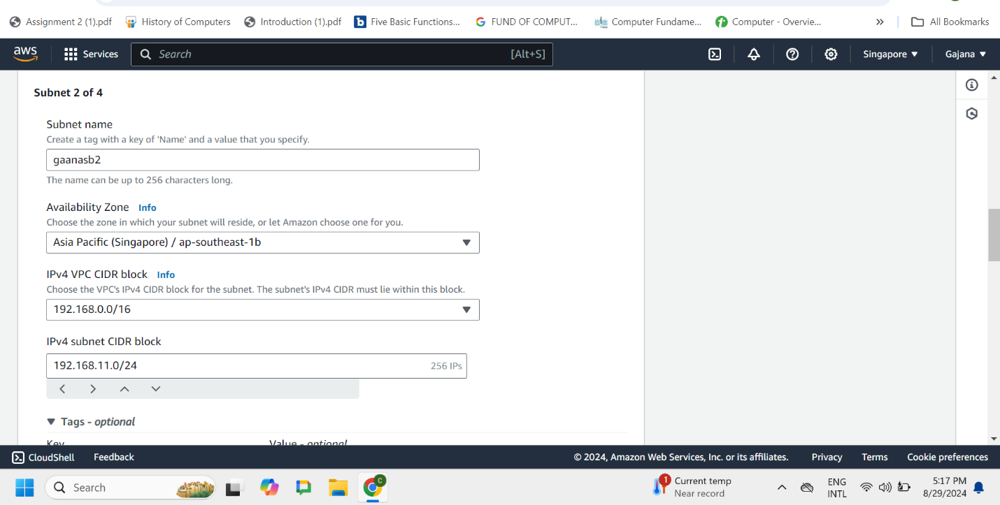 Assignment 2 (1).pdf History of Computers Introduction (1).pdf b Five Basic Functions... G FUND OF COMPUT... Computer Fundame... Computer - Overvie... » All Bookmarks
aws Services Search [Alt+S] Singapore Gajana
Subnet 2 of 4
Subnet name
Create a tag with a key of 'Name' and a value that you specify.
gaanasb2
The name can be up to 256 characters long.
Availability Zone Info
Choose the zone in which your subnet will reside, or let Amazon choose one for you.
Asia Pacific (Singapore) / ap-southeast-1b
IPv4 VPC CIDR block Info
Choose the VPC's IPv4 CIDR block for the subnet. The subnet's IPv4 CIDR must lie within this block.
192.168.0.0/16
IPv4 subnet CIDR block
192.168.11.0/24 256 IPs
Tags - optional
Key Value - optional
CloudShell Feedback © 2024, Amazon Web Services, Inc. or its affiliates. Privacy Terms Cookie preferences
Search C 1 Current temp ENG 5:17 PM
Near record INTL 8/29/2024